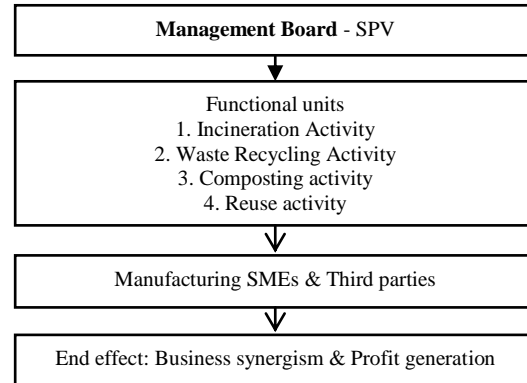 Management Board - SPV
Functional units
1. Incineration Activity
2. Waste Recycling Activity
3. Composting activity
4. Reuse activity
Manufacturing SMEs & Third parties
End effect: Business synergism & Profit generation